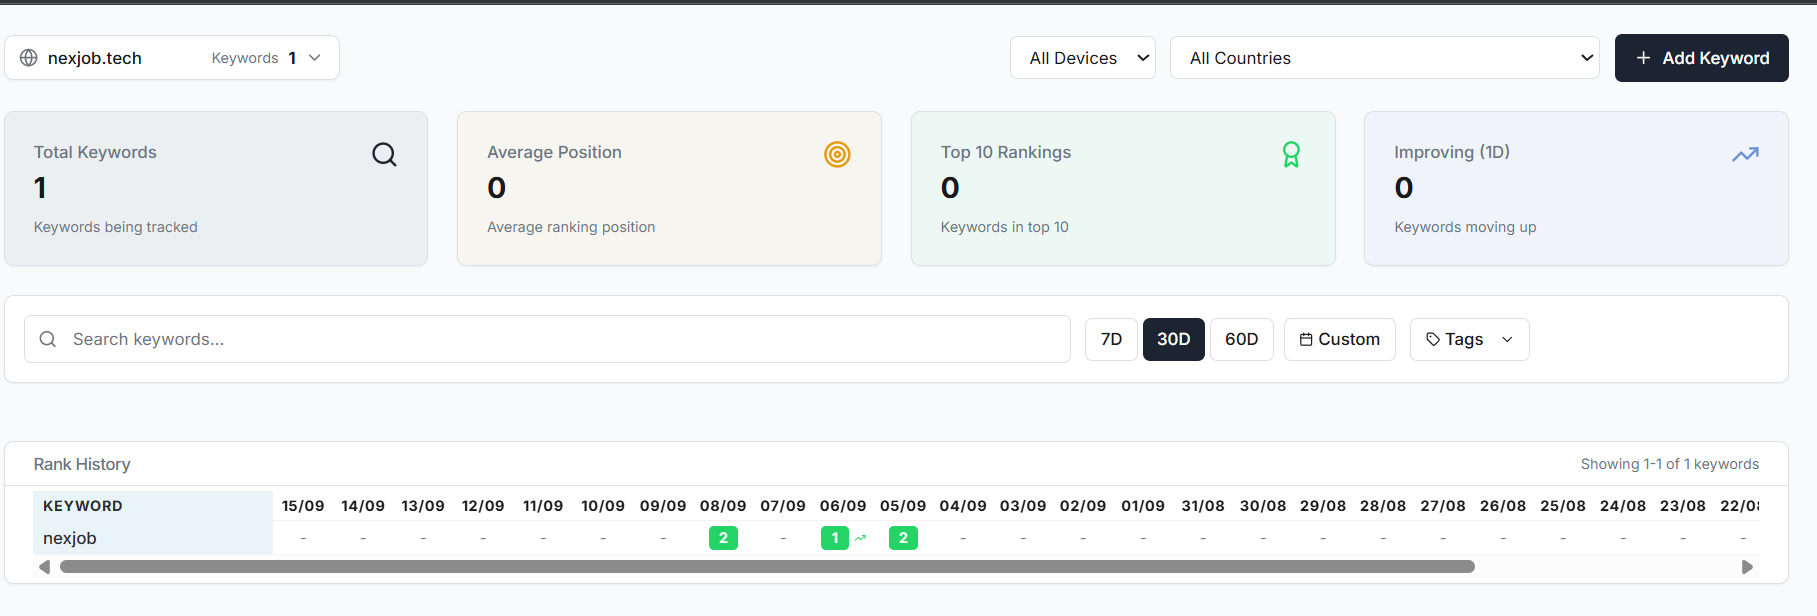 nexjob.tech Keywords 1 All Devices All Countries + Add Keyword
Total Keywords Average Position Top 10 Rankings Improving (1D)
1 0 0 0
Keywords being tracked Average ranking position Keywords in top 10 Keywords moving up
Search keywords... 7D 30D 60D Custom Tags
Rank History Showing 1-1 of 1 keywords
KEYWORD 15/09 14/09 13/09 12/09 11/09 10/09 09/09 08/09 07/09 06/09 05/09 04/09 03/09 02/09 01/09 31/08 30/08 29/08 28/08 27/08 26/08 25/08 24/08 23/08
nexjob - - - - - - - 2 - 1 2 - - - - - - - - - - - - - -